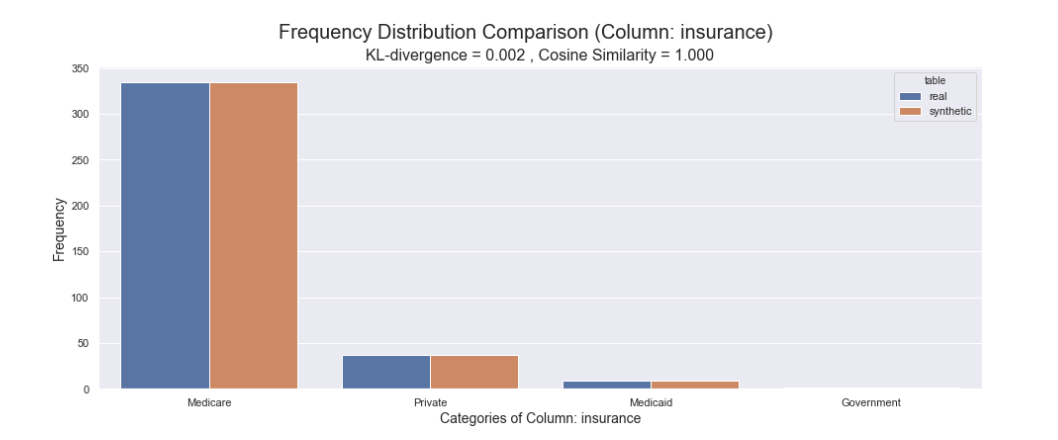 Frequency Distribution Comparison (Column: insurance)
KL-divergence = 0.002 , Cosine Similarity = 1.000
350
300
250
200
150
100
50
0
Frequency
table
real
synthetic
Medicare
Private
Medicaid
Government
Categories of Column: insurance